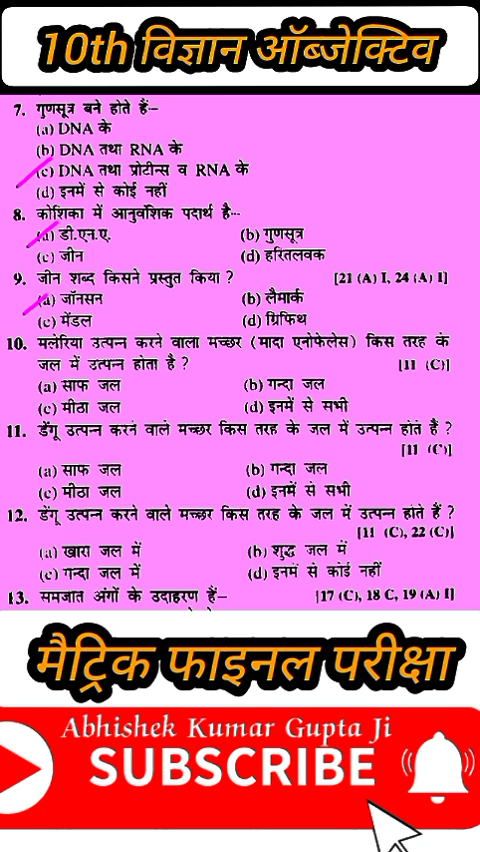 10th विज्ञान ऑब्जेक्टिव
7. गुणसूत्र बने होते हैं–
(a) DNA के
(b) DNA तथा RNA के
(c) DNA तथा प्रोटीन्स व RNA के
(d) इनमें से कोई नहीं
8. कोशिका में आनुवंशिक पदार्थ है–
(a) डी.एन.ए. (b) गुणसूत्र
(c) जीन (d) हरितलवक
9. जीन शब्द किसने प्रस्तुत किया ? [21 (A) I, 24 (A) I]
(a) जॉनसन (b) लैमार्क
(c) मेंडल (d) ग्रिफिथ
10. मलेरिया उत्पन्न करने वाला मच्छर (मादा एनोफेलेस) किस तरह के
जल में उत्पन्न होता है ? [11 (C)]
(a) साफ जल (b) गन्दा जल
(c) मीठा जल (d) इनमें से सभी
11. डेंगू उत्पन्न करने वाले मच्छर किस तरह के जल में उत्पन्न होते हैं ?
[11 (C)]
(a) साफ जल (b) गन्दा जल
(c) मीठा जल (d) इनमें से सभी
12. डेंगू उत्पन्न करने वाले मच्छर किस तरह के जल में उत्पन्न होते हैं ?
[11 (C), 22 (C)]
(a) खारा जल में (b) शुद्ध जल में
(c) गन्दा जल में (d) इनमें से कोई नहीं
13. समजात अंगों के उदाहरण हैं– [17 (C), 18 C, 19 (A) I]
मैट्रिक फाइनल परीक्षा
Abhishek Kumar Gupta Ji
SUBSCRIBE